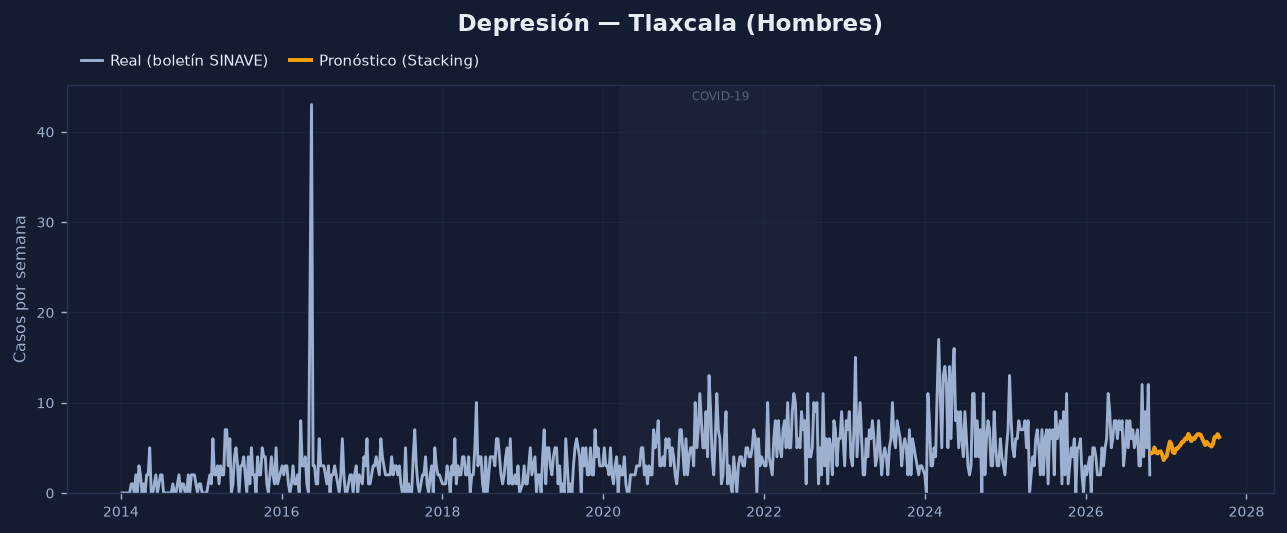 Depresión — Tlaxcala (Hombres)
Real (boletín SINAVE) Pronóstico (Stacking)
COVID-19
Casos por semana
40
30
20
10
0
2014 2016 2018 2020 2022 2024 2026 2028